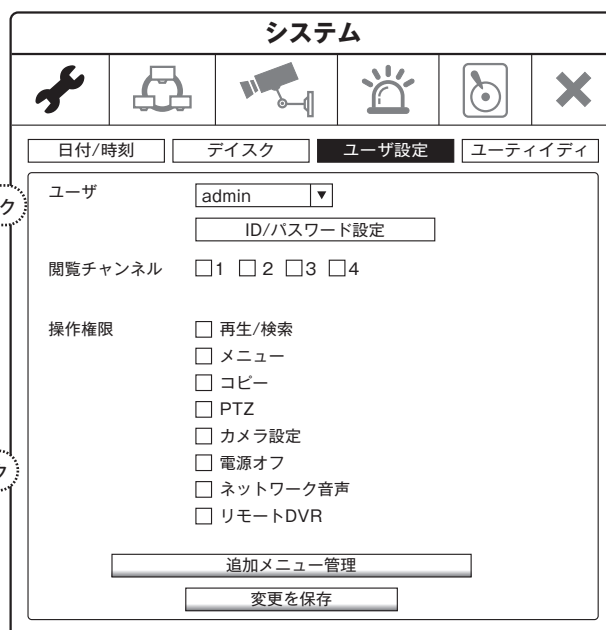 システム
日付/時刻 デイスク ユーザ設定 ユーティイディ
ユーザ admin
ID/パスワード設定
閲覧チャンネル 1 2 3 4
操作権限 再生/検索
メニュー
コピー
PTZ
カメラ設定
電源オフ
ネットワーク音声
リモートDVR
追加メニュー管理
変更を保存
ク